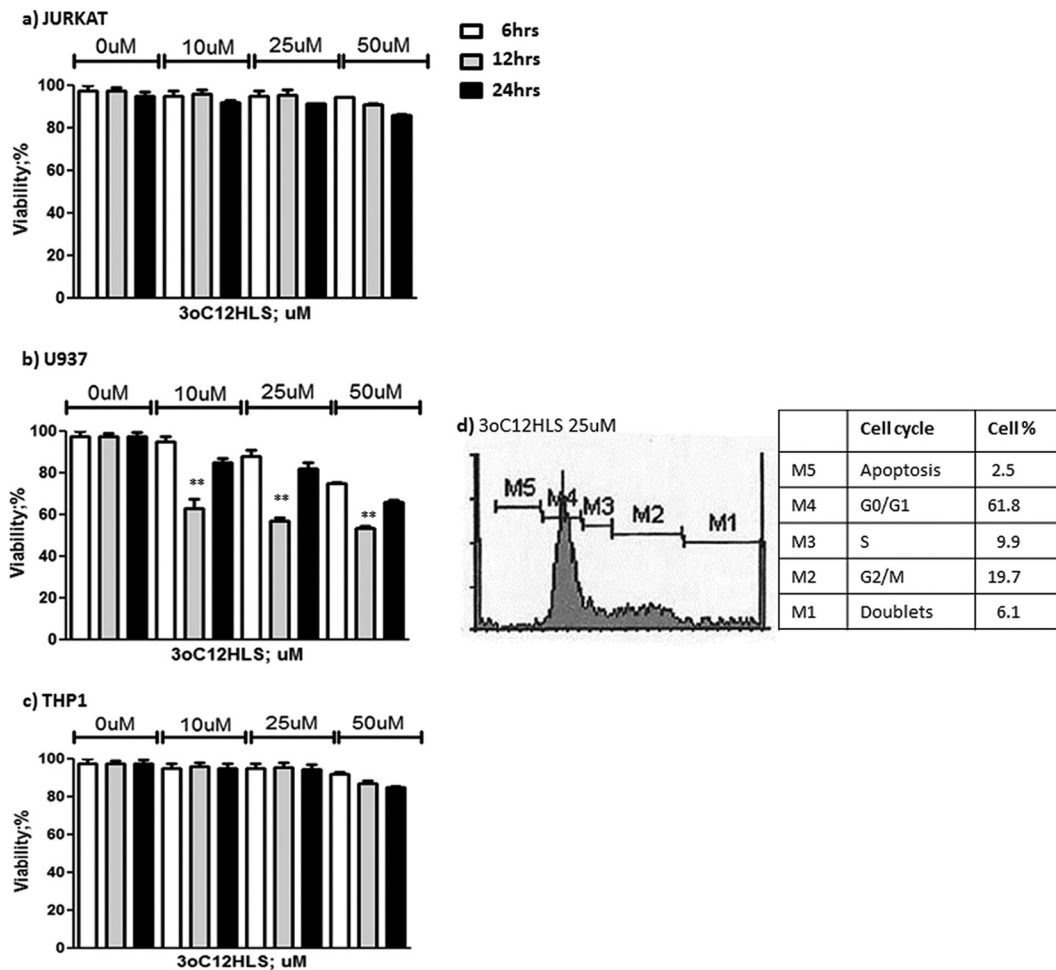 a) JURKAT
0uM 10uM 25uM 50uM
6hrs
12hrs
24hrs
100
80
60
40
20
0
Viability;%
3oC12HLS; uM
b) U937
0uM 10uM 25uM 50uM
100
80
60
40
20
0
Viability;%
** ** **
3oC12HLS; uM
d) 3oC12HLS 25uM
M5 M4 M3 M2 M1
Cell cycle Cell %
M5 Apoptosis 2.5
M4 G0/G1 61.8
M3 S 9.9
M2 G2/M 19.7
M1 Doublets 6.1
c) THP1
0uM 10uM 25uM 50uM
100
80
60
40
20
0
Viability;%
3oC12HLS; uM